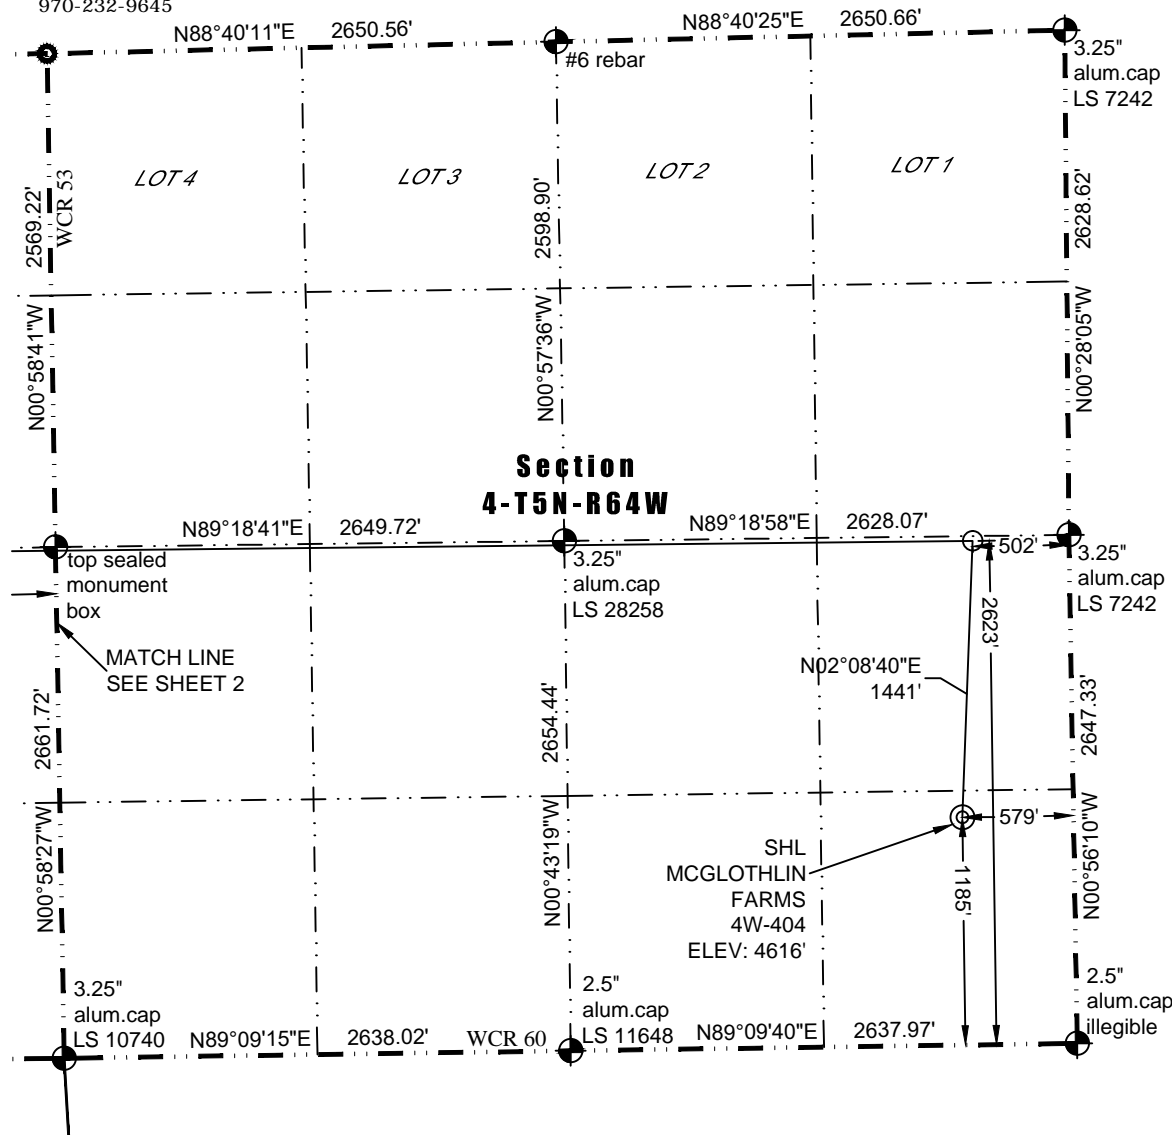 970-232-9645
N88°40'11"E 2650.56'
N88°40'25"E 2650.66'
#6 rebar
3.25"
alum.cap
LS 7242
LOT 4
LOT 3
LOT 2
LOT 1
2569.22'
WCR 53
2598.90'
2628.62'
N00°58'41"W
N00°57'36"W
N00°28'05"W
Section
4-T5N-R64W
N89°18'41"E 2649.72'
N89°18'58"E 2628.07'
502'
top sealed
monument
box
3.25"
alum.cap
LS 28258
3.25"
alum.cap
LS 7242
MATCH LINE
SEE SHEET 2
2623'
N02°08'40"E
1441'
2661.72'
2654.44'
2647.33'
N00°58'27"W
N00°43'19"W
N00°56'10"W
579'
SHL
MCGLOTHLIN
FARMS
4W-404
ELEV: 4616'
1185'
3.25"
alum.cap
LS 10740
2.5"
alum.cap
LS 11648
2.5"
alum.cap
illegible
N89°09'15"E 2638.02'
WCR 60
N89°09'40"E 2637.97'